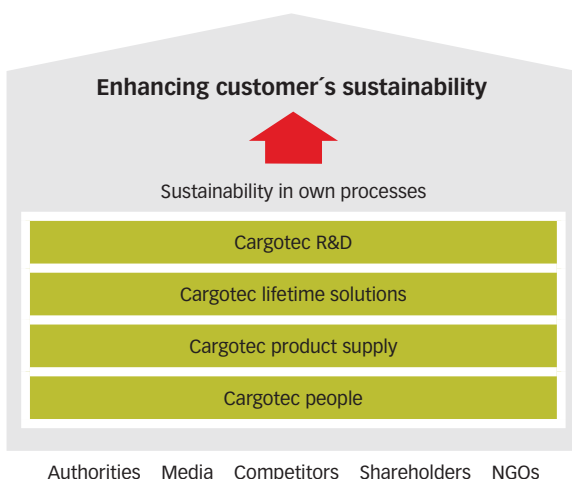 Enhancing customer´s sustainability
Sustainability in own processes
Cargotec R&D
Cargotec lifetime solutions
Cargotec product supply
Cargotec people
Authorities Media Competitors Shareholders NGOs